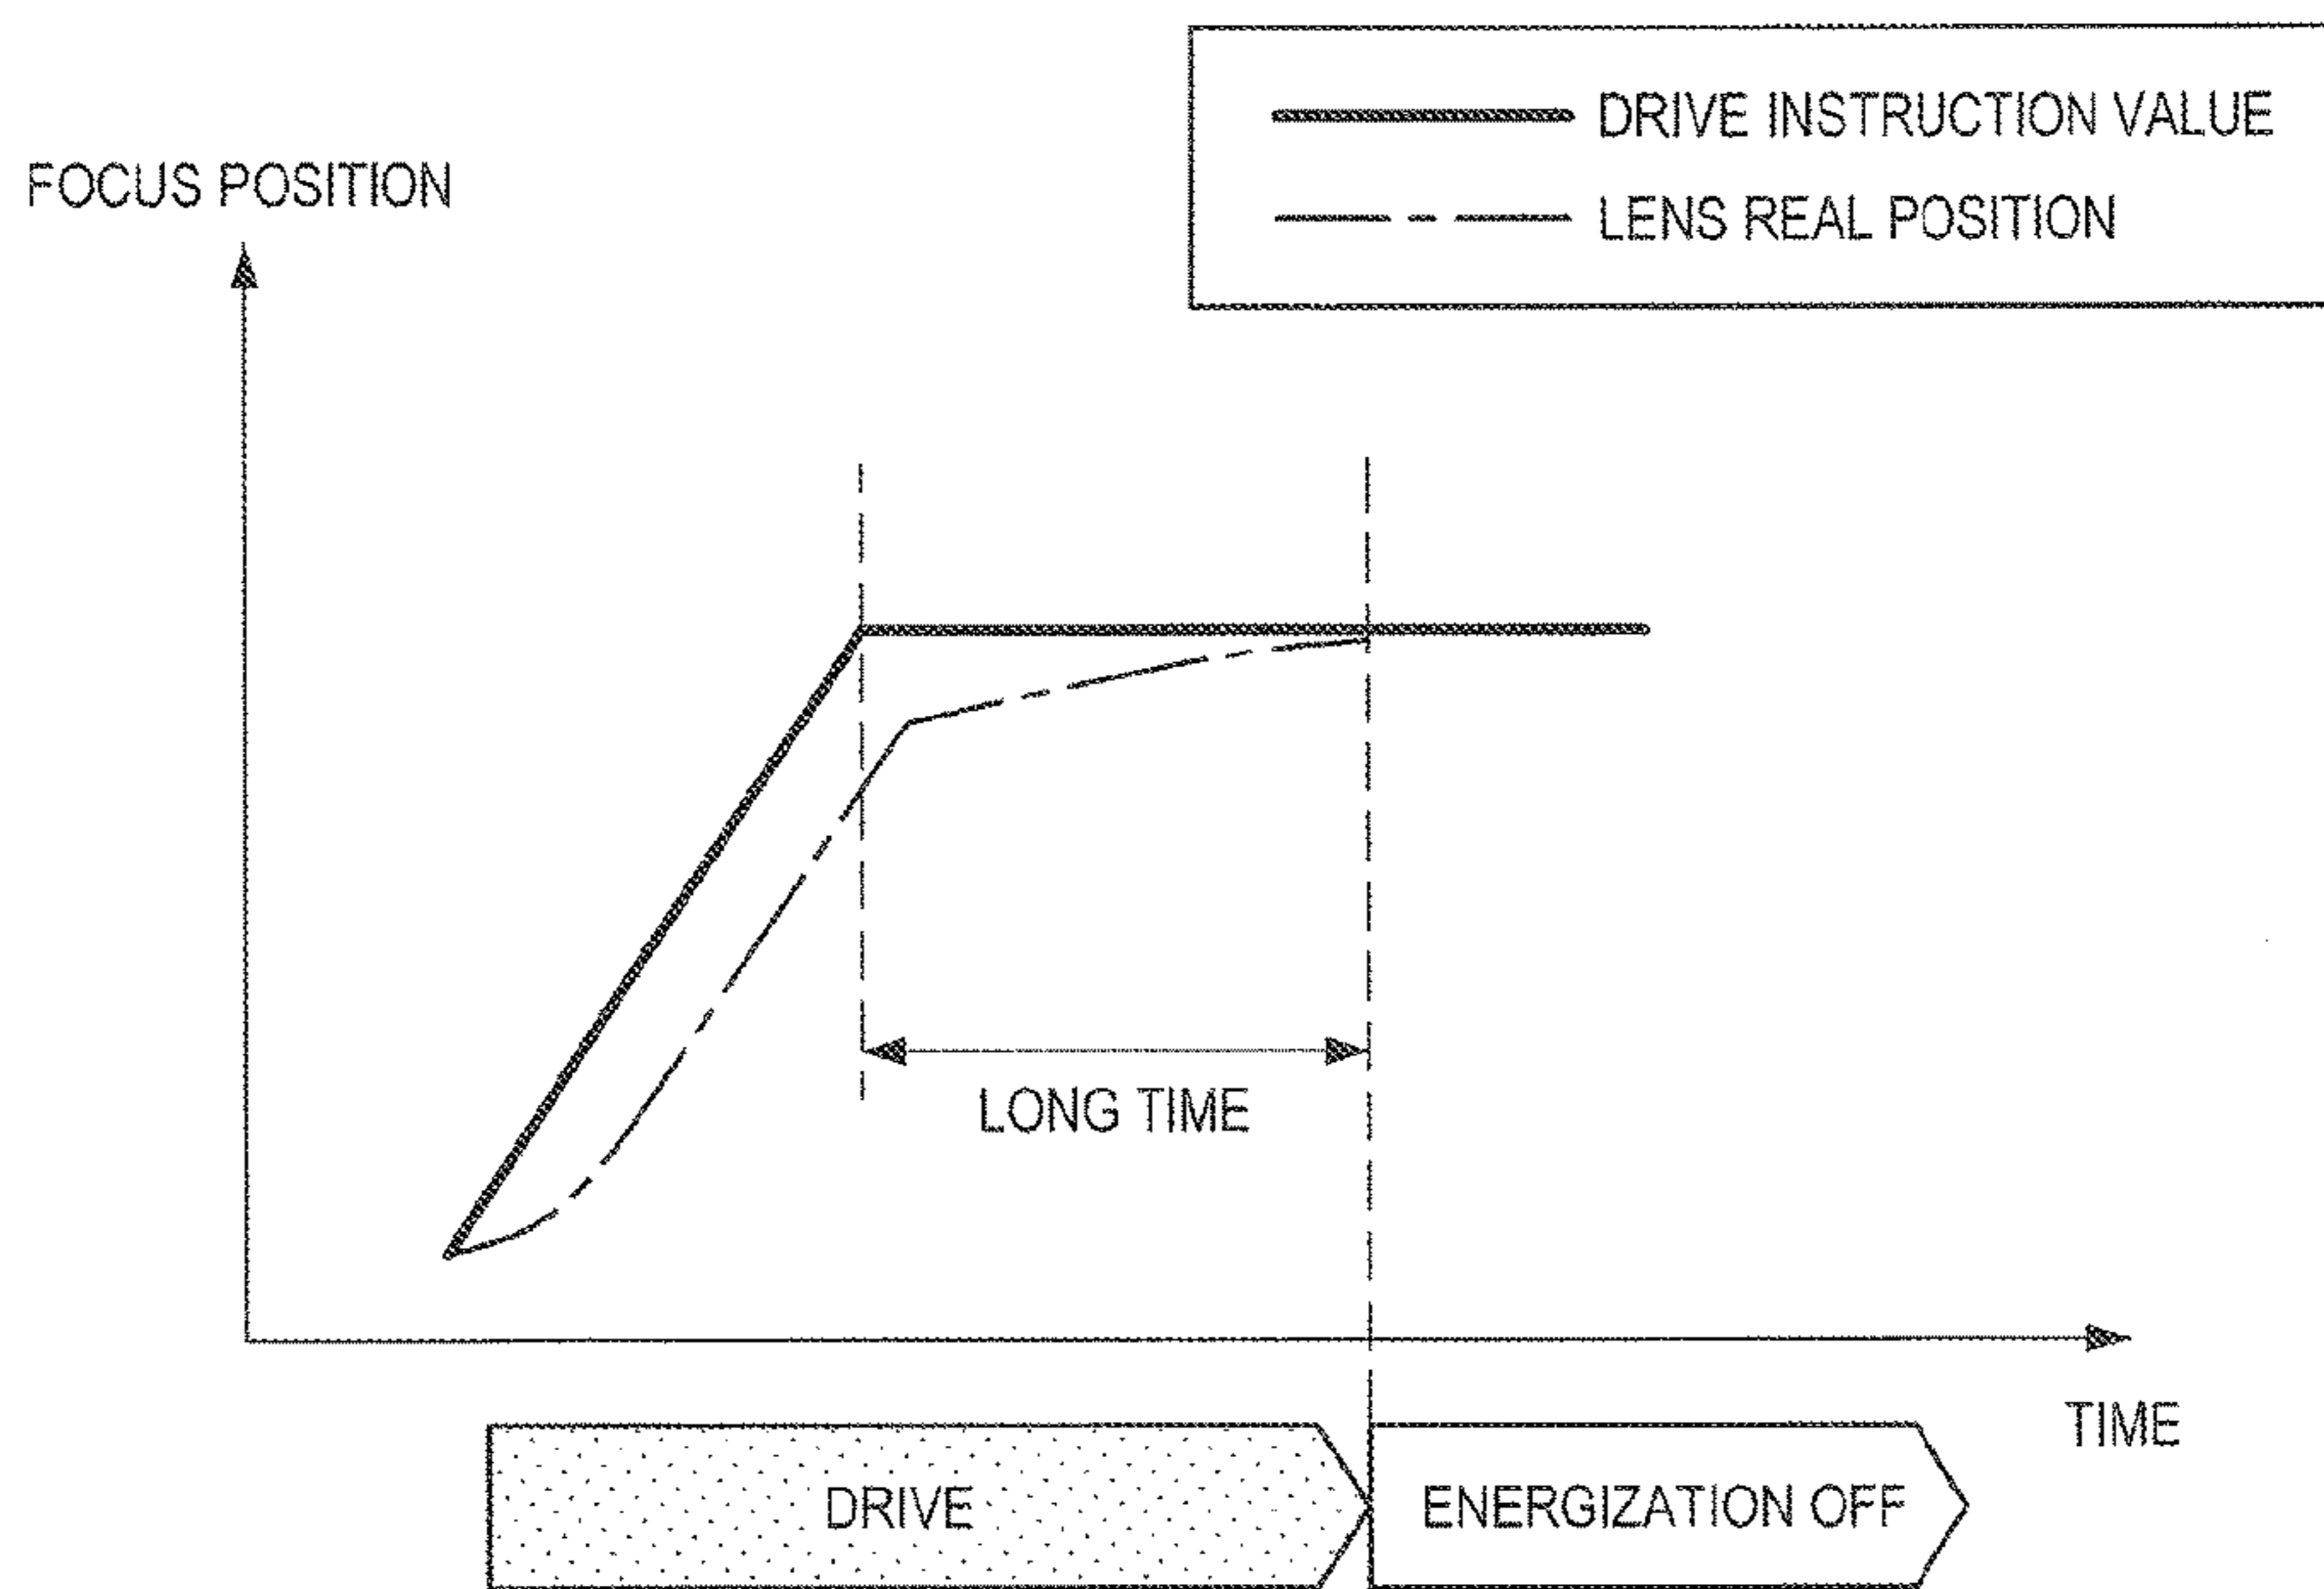 DRIVE INSTRUCTION VALUE
LENS REAL POSITION
FOCUS POSITION
LONG TIME
TIME
DRIVE
ENERGIZATION OFF